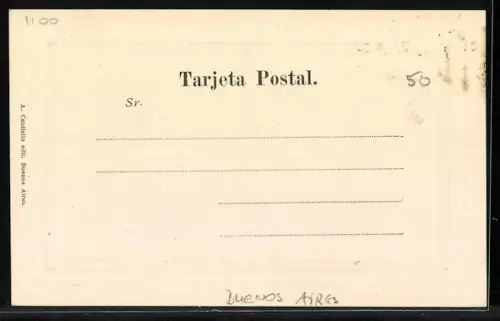 1100
Tarjeta Postal.
50
Sr.
A. Cantiello edit. Buenos Aires.
BUENOS AIRES